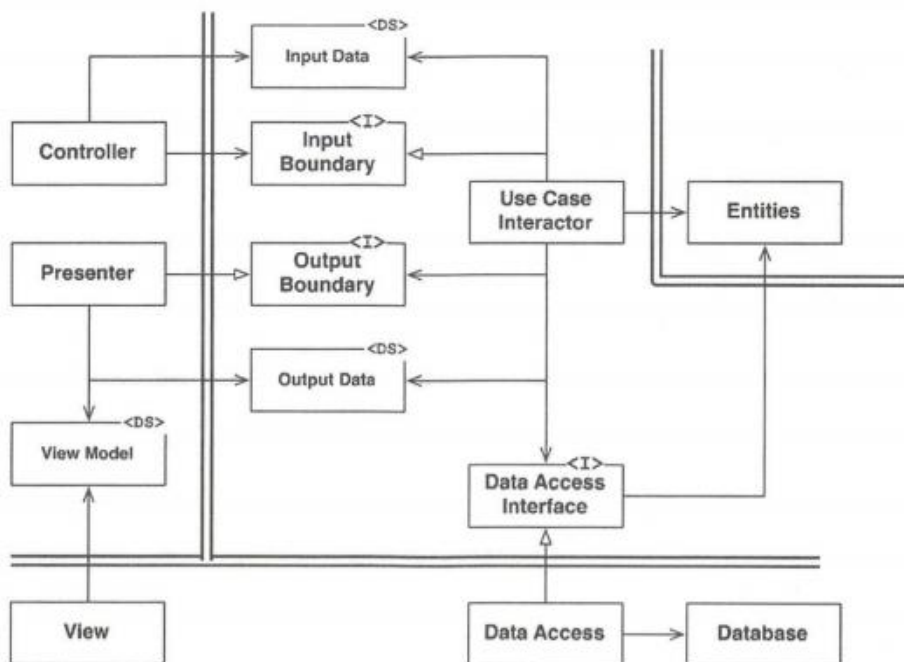 <DS>
Input Data
Controller
<I>
Input
Boundary
Use Case
Interactor
Entities
Presenter
<I>
Output
Boundary
<DS>
Output Data
<DS>
View Model
<I>
Data Access
Interface
View
Data Access
Database